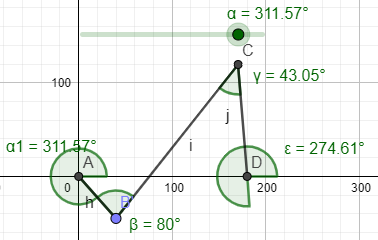 α = 311.57°
C
100
γ = 43.05°
j
α1 = 311.57°
A
i
D
ε = 274.61°
0
100
200
300
h
B
β = 80°